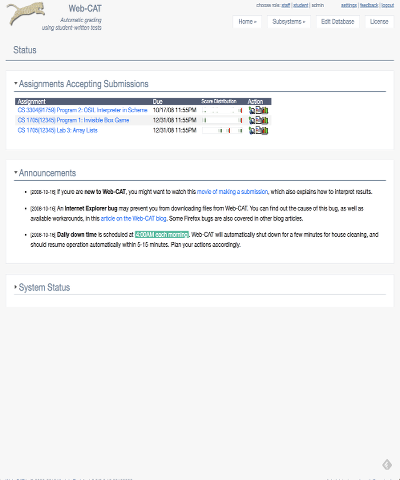 Web-CAT
Automatic grading
using student-written tests
choose role: staff | student | admin
settings | feedback | logout
Home »
Subsystems »
Edit Database
License
Status
Assignments Accepting Submissions
Assignment Due Score Distribution Action
CS 3304(91759) Program 2: OSIL Interpreter in Scheme 10/17/08 11:55PM
CS 1705(12345) Program 1: Invisible Box Game 12/31/08 11:55PM
CS 1705(12345) Lab 3: Array Lists 12/31/08 11:55PM
Announcements
• [2008-10-16] If you're are new to Web-CAT, you might want to watch this movie of making a submission, which also explains how to interpret results.
• [2008-10-16] An Internet Explorer bug may prevent you from downloading files from Web-CAT. You can find out the cause of this bug, as well as
available workarounds, in this article on the Web-CAT blog. Some Firefox bugs are also covered in other blog articles.
• [2008-10-16] Daily down time is scheduled at 4:00AM each morning. Web-CAT will automatically shut down for a few minutes for house cleaning, and
should resume operation automatically within 5-15 minutes. Plan your actions accordingly.
System Status